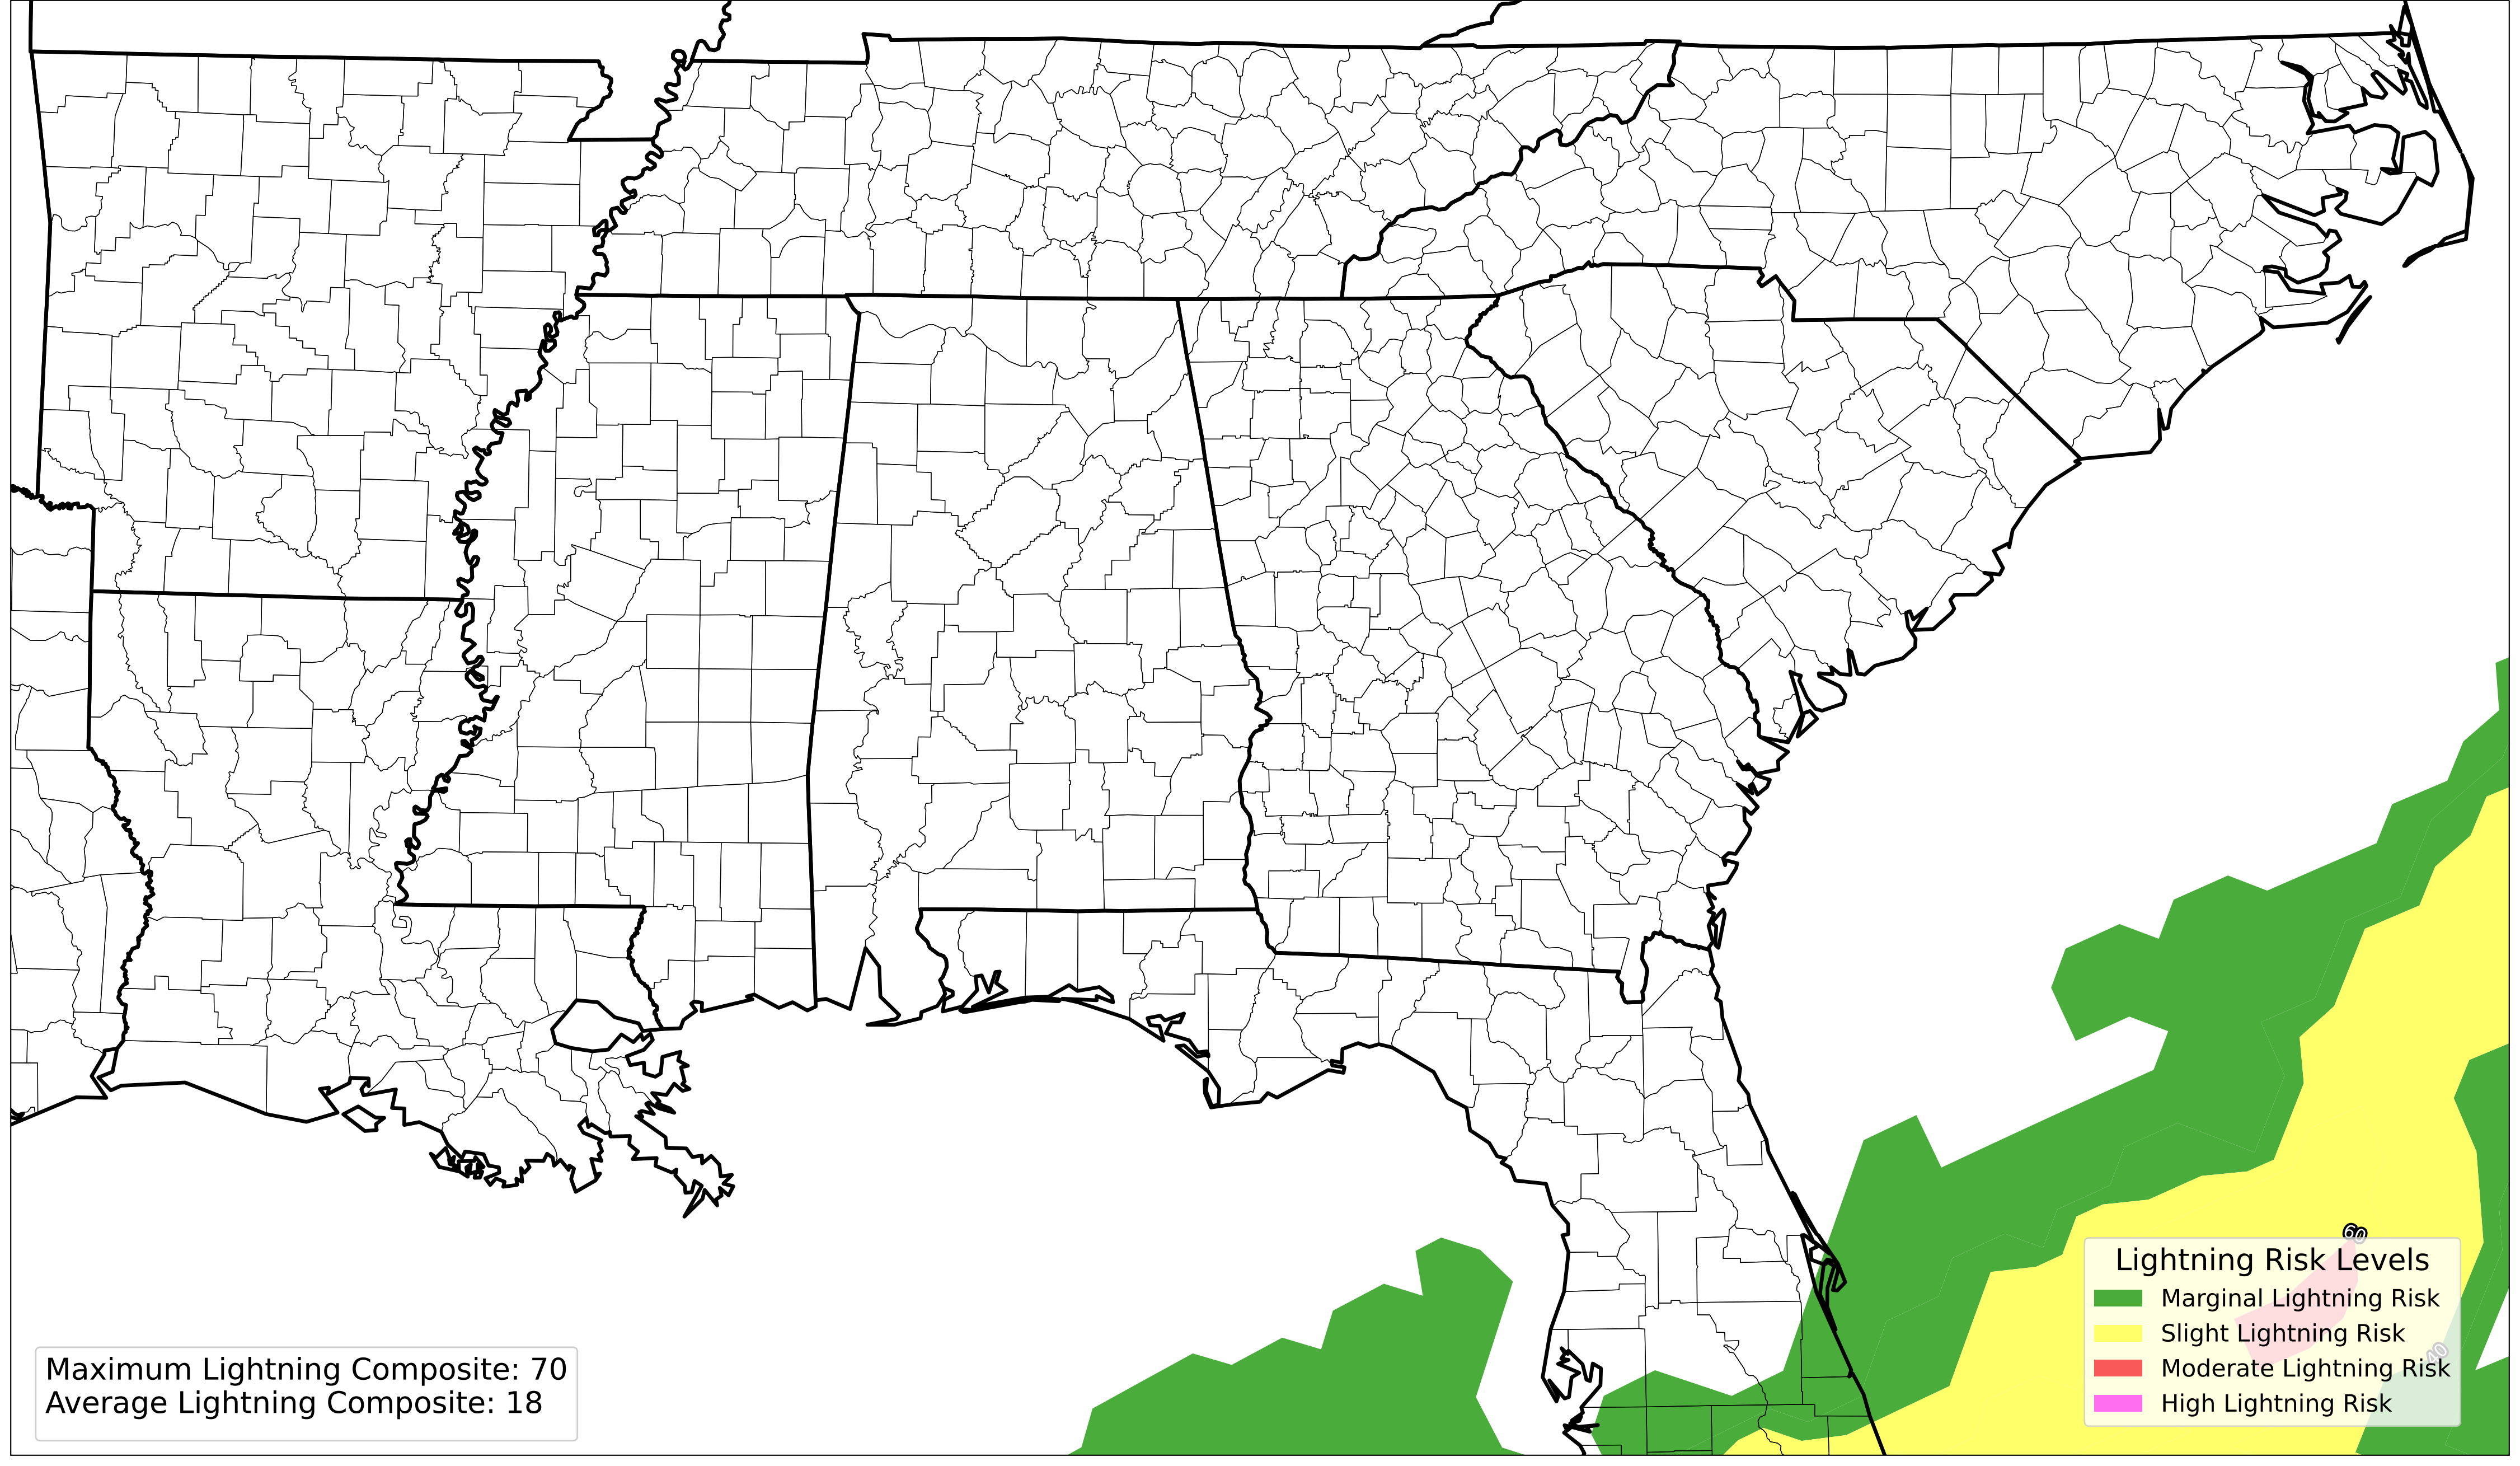 60
Lightning Risk Levels
Marginal Lightning Risk
Slight Lightning Risk
40
Moderate Lightning Risk
High Lightning Risk
Maximum Lightning Composite: 70
Average Lightning Composite: 18